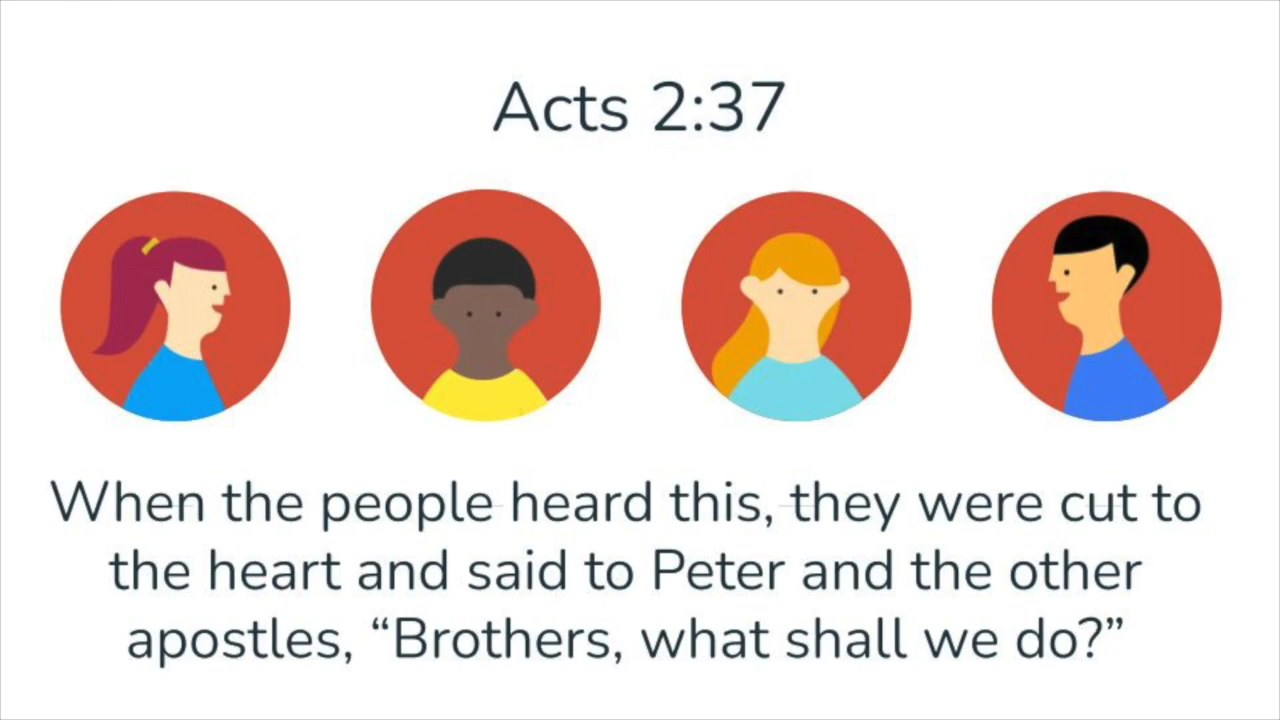 Acts 2:37
When the people heard this, they were cut to
the heart and said to Peter and the other
apostles, “Brothers, what shall we do?”